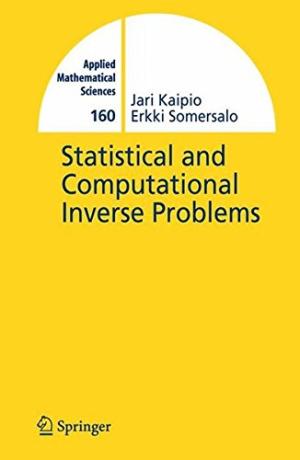 Applied
Mathematical
Sciences
160
Jari Kaipio
Erkki Somersalo
Statistical and
Computational
Inverse Problems
Springer